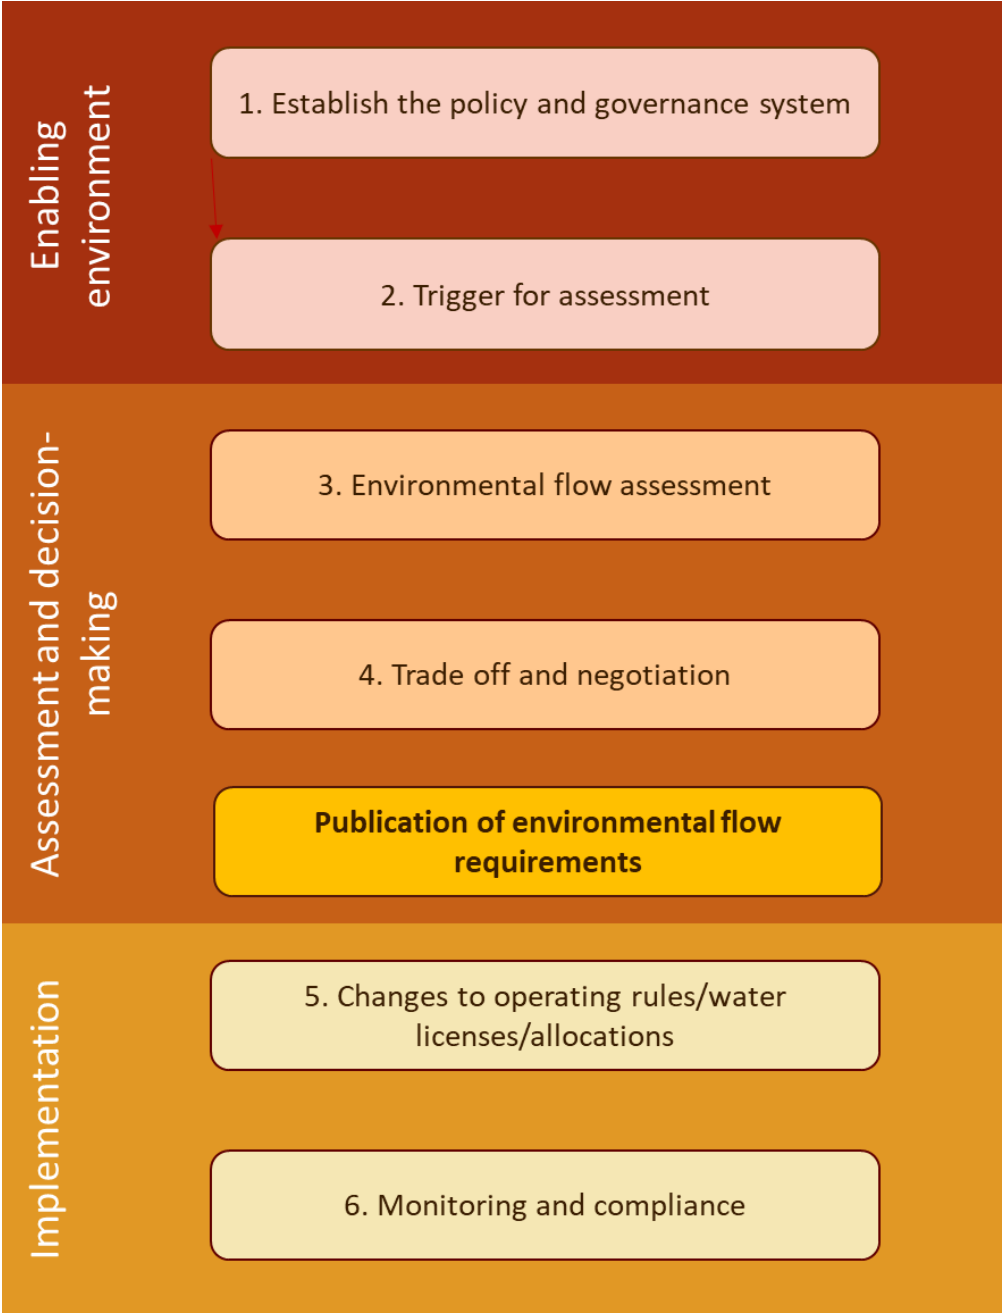 Enabling
environment
1. Establish the policy and governance system
2. Trigger for assessment
Assessment and decision-
making
3. Environmental flow assessment
4. Trade off and negotiation
Publication of environmental flow
requirements
Implementation
5. Changes to operating rules/water
licenses/allocations
6. Monitoring and compliance